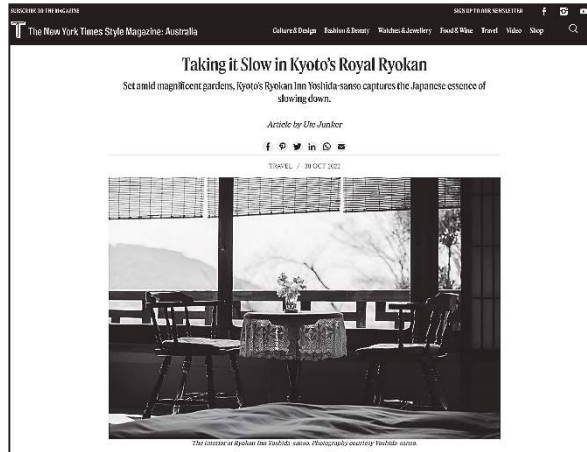 SUBSCRIBE TO THE MAGAZINE
SIGN UP TO OUR NEWSLETTER
T The New York Times Style Magazine: Australia
Culture & Design Fashion & Beauty Watches & Jewellery Food & Wine Travel Video Shop
Taking it Slow in Kyoto's Royal Ryokan
Set amid magnificent gardens, Kyoto's Ryokan Inn Yoshida-sanso captures the Japanese essence of
slowing down.
Article by Ute Junker
TRAVEL / 30 OCT 2022
The interior at Ryokan Inn Yoshida-sanso. Photography courtesy Yoshida-sanso.